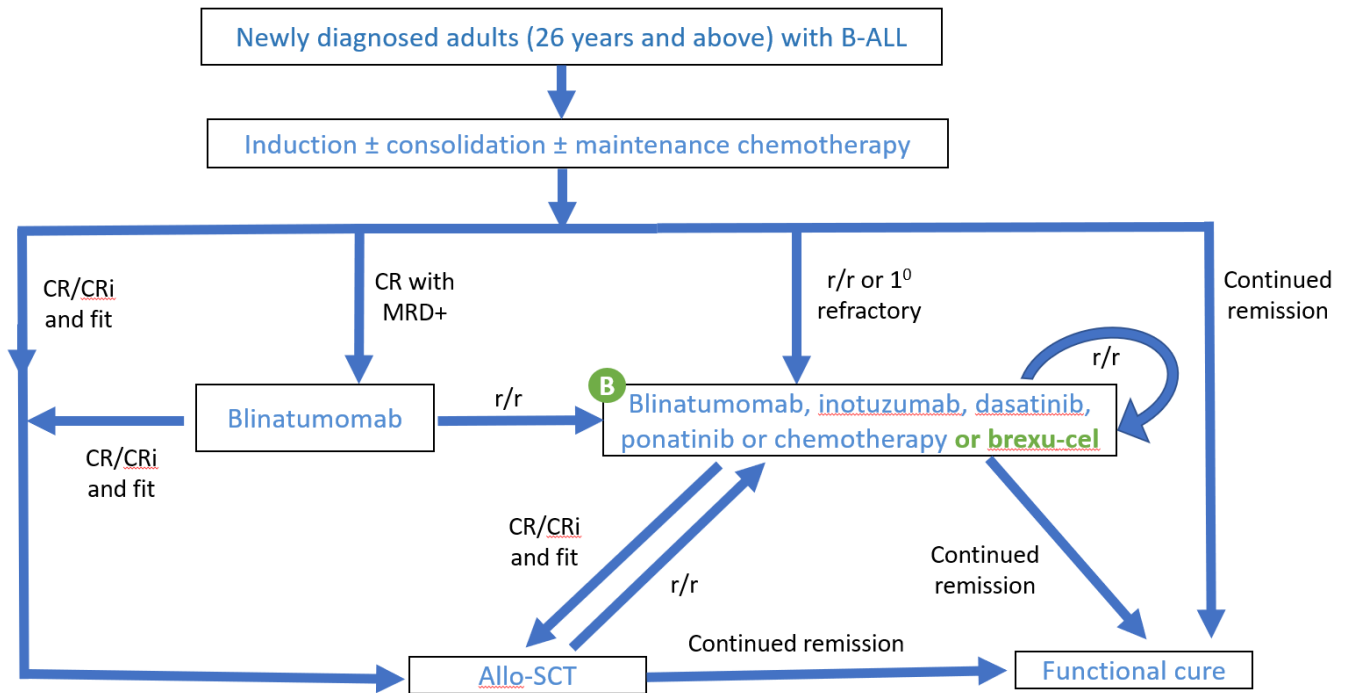 Newly diagnosed adults (26 years and above) with B-ALL
Induction ± consolidation ± maintenance chemotherapy
CR/CRi
and fit
CR with
MRD+
r/r or 1⁰
refractory
Continued
remission
r/r
B
Blinatumomab
r/r
Blinatumomab, inotuzumab, dasatinib,
ponatinib or chemotherapy or brexu-cel
CR/CRi
and fit
CR/CRi
and fit
r/r
Continued
remission
Continued remission
Allo-SCT
Functional cure